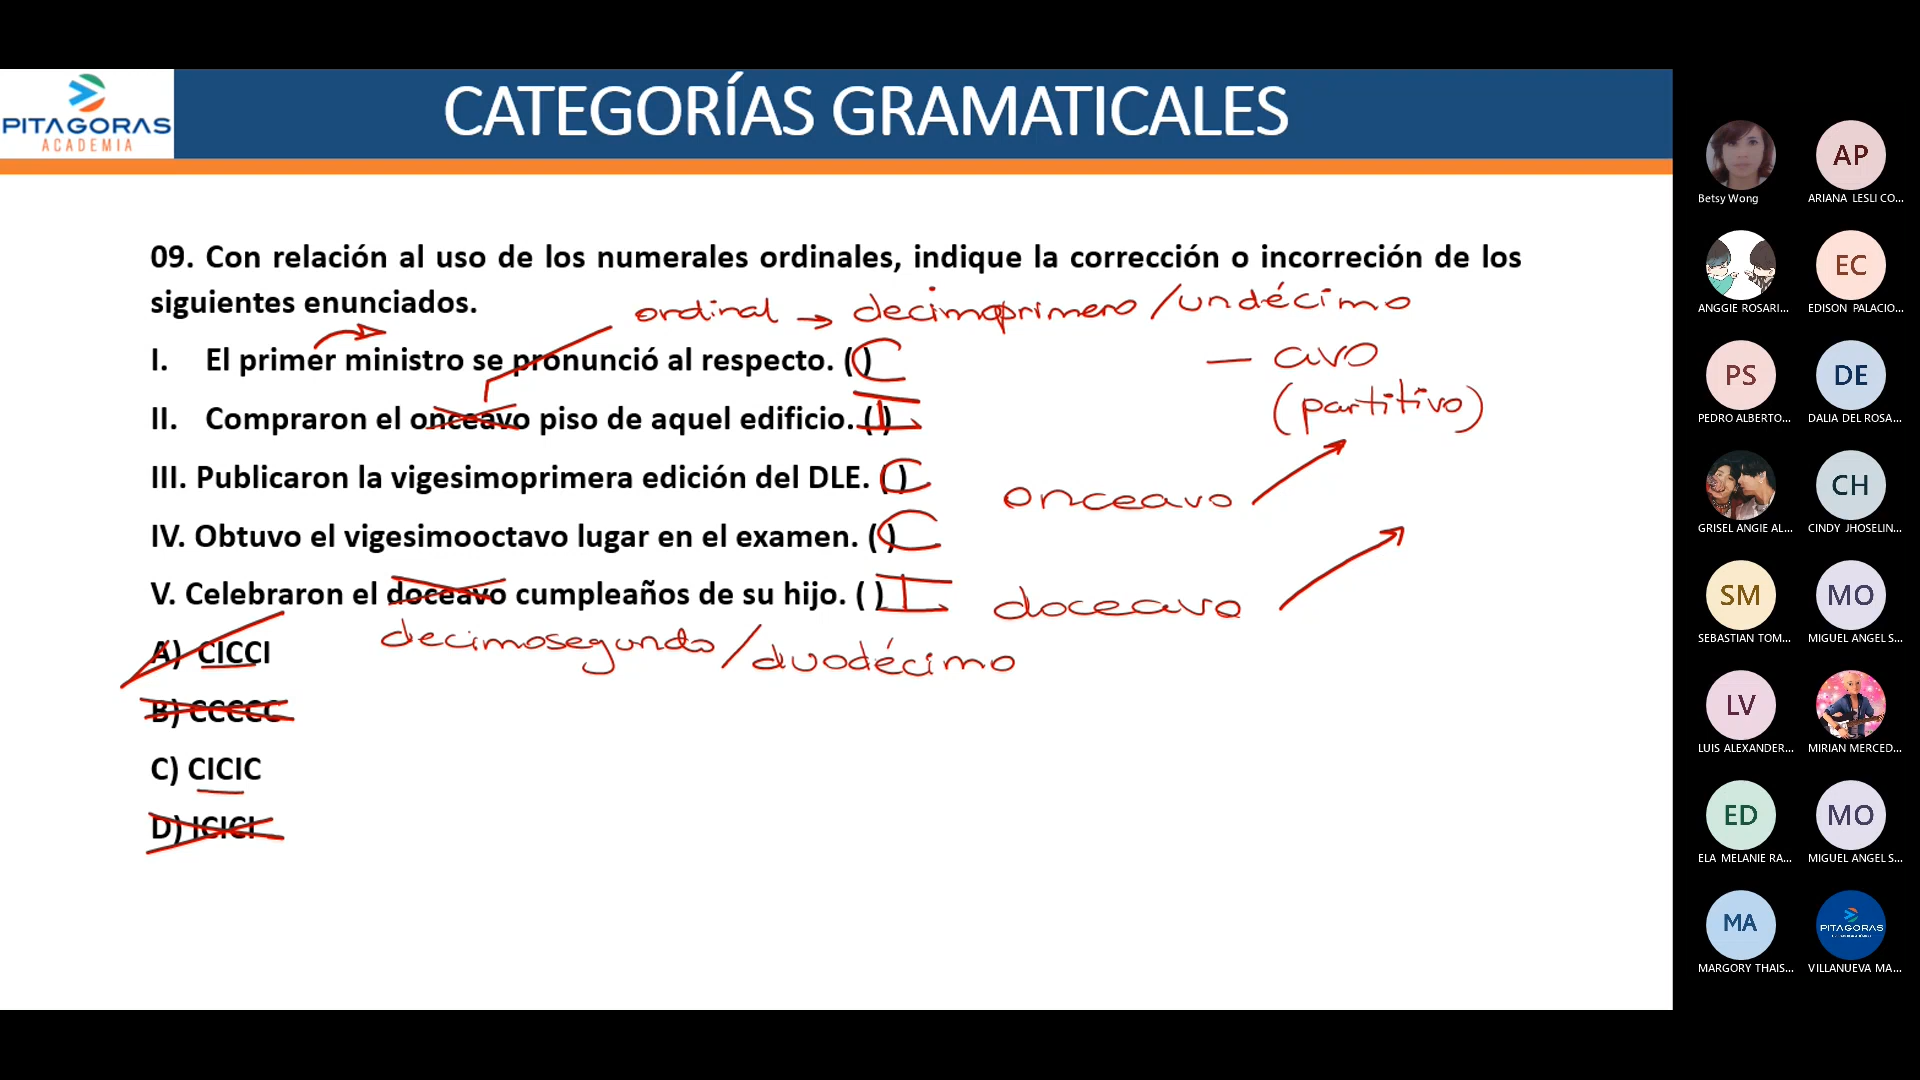 PITAGORAS
ACADEMIA
CATEGORÍAS GRAMATICALES
09. Con relación al uso de los numerales ordinales, indique la corrección o incorreción de los
siguientes enunciados.
ordinal → decimoprimero / undécimo
I. El primer ministro se pronunció al respecto. ( ) C
— avo
(partitivo)
II. Compraron el onceavo piso de aquel edificio. ( ) I
III. Publicaron la vigesimoprimera edición del DLE. ( ) C
onceavo
IV. Obtuvo el vigesimooctavo lugar en el examen. ( ) C
V. Celebraron el doceavo cumpleaños de su hijo. ( ) I
doceavo
decimosegundo / duodécimo
A) CICCI
B) CCCCC
C) CICIC
D) ICICI
Betsy Wong
AP
ARIANA LESLI CO...
ANGGIE ROSARI...
EC
EDISON PALACIO...
PS
PEDRO ALBERTO...
DE
DALIA DEL ROSA...
GRISEL ANGIE AL...
CH
CINDY JHOSELIN...
SM
SEBASTIAN TOM...
MO
MIGUEL ANGEL S...
LV
LUIS ALEXANDER...
MIRIAN MERCED...
ED
ELA MELANIE RA...
MO
MIGUEL ANGEL S...
MA
MARGORY THAIS...
PITAGORAS
VILLANUEVA MA...